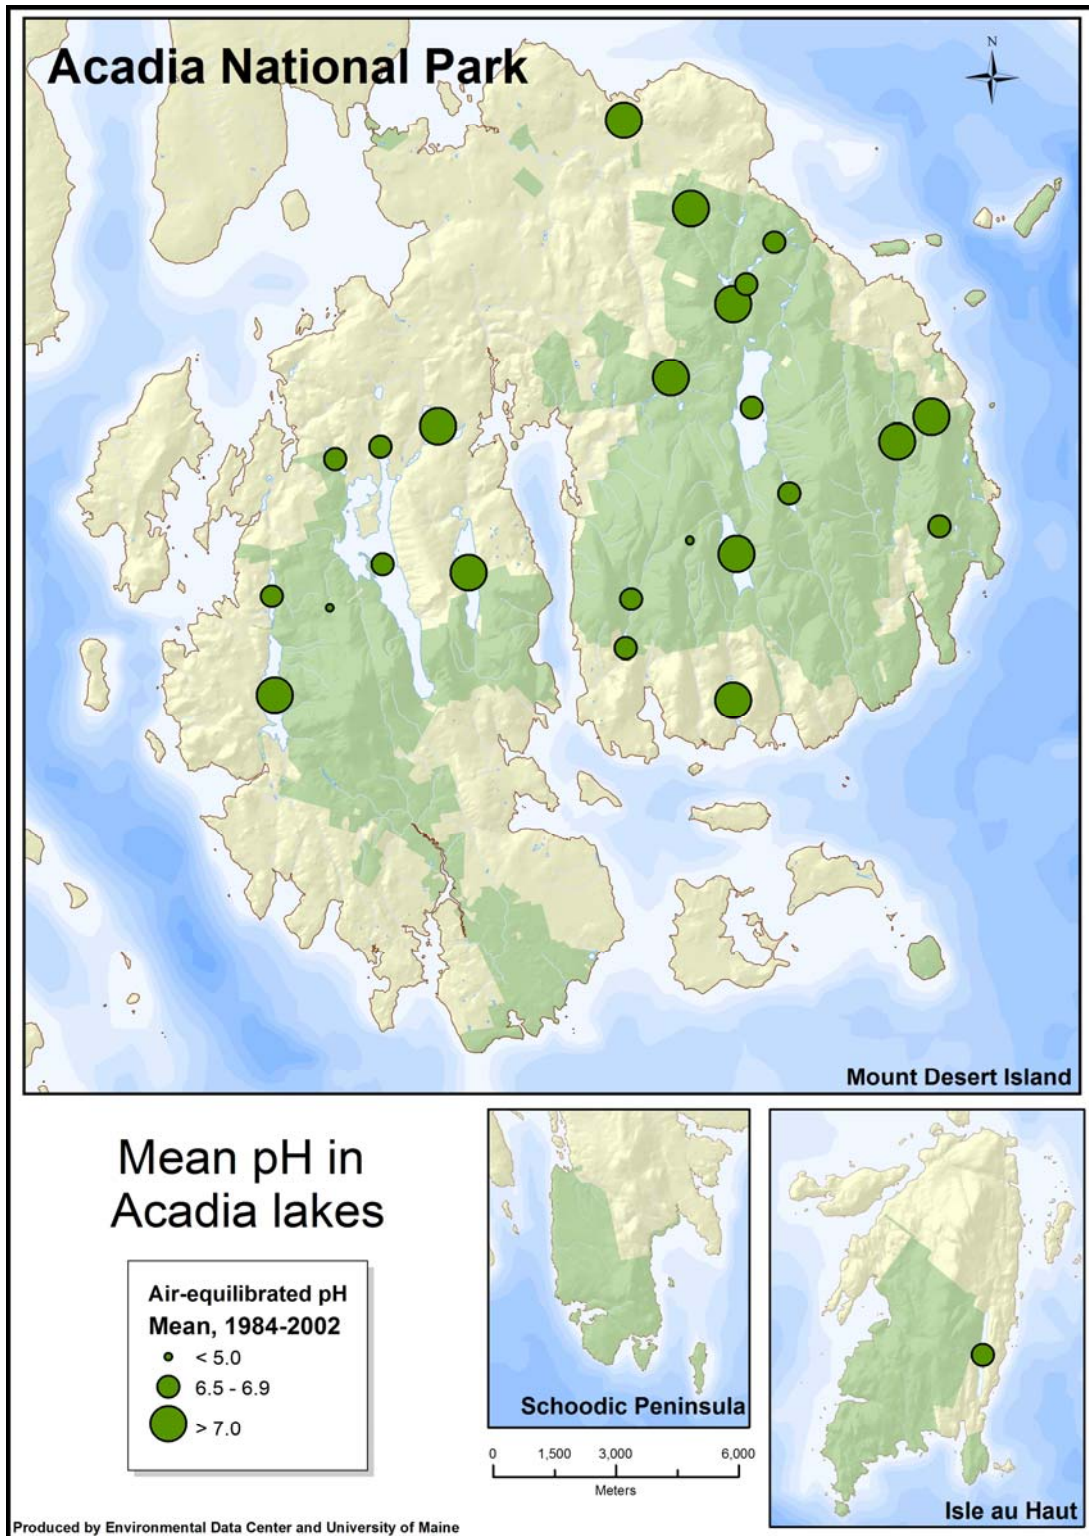 Acadia National Park
N
Mount Desert Island
Mean pH in
Acadia lakes
Air-equilibrated pH
Mean, 1984-2002
< 5.0
6.5 - 6.9
> 7.0
Schoodic Peninsula
0 1,500 3,000 6,000
Meters
Isle au Haut
Produced by Environmental Data Center and University of Maine